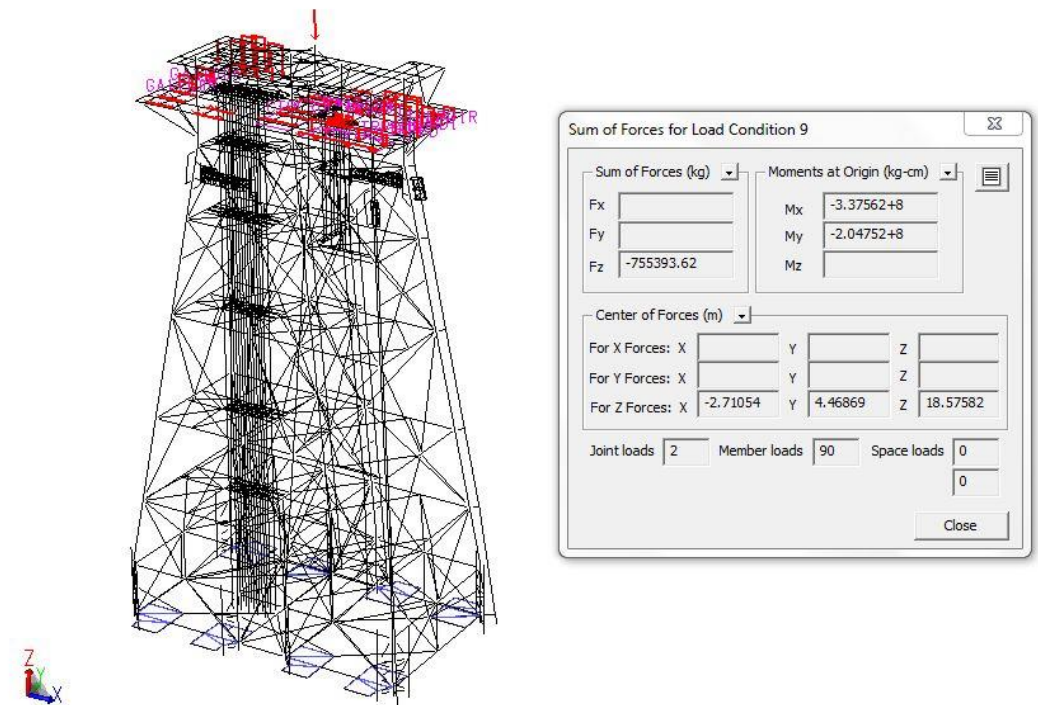 Sum of Forces for Load Condition 9
Sum of Forces (kg)
Fx
Fy
Fz -755393.62
Moments at Origin (kg-cm)
Mx -3.37562+8
My -2.04752+8
Mz
Center of Forces (m)
For X Forces: X Y Z
For Y Forces: X Y Z
For Z Forces: X -2.71054 Y 4.46869 Z 18.57582
Joint loads 2 Member loads 90 Space loads 0
0
Close
Z
Y
X